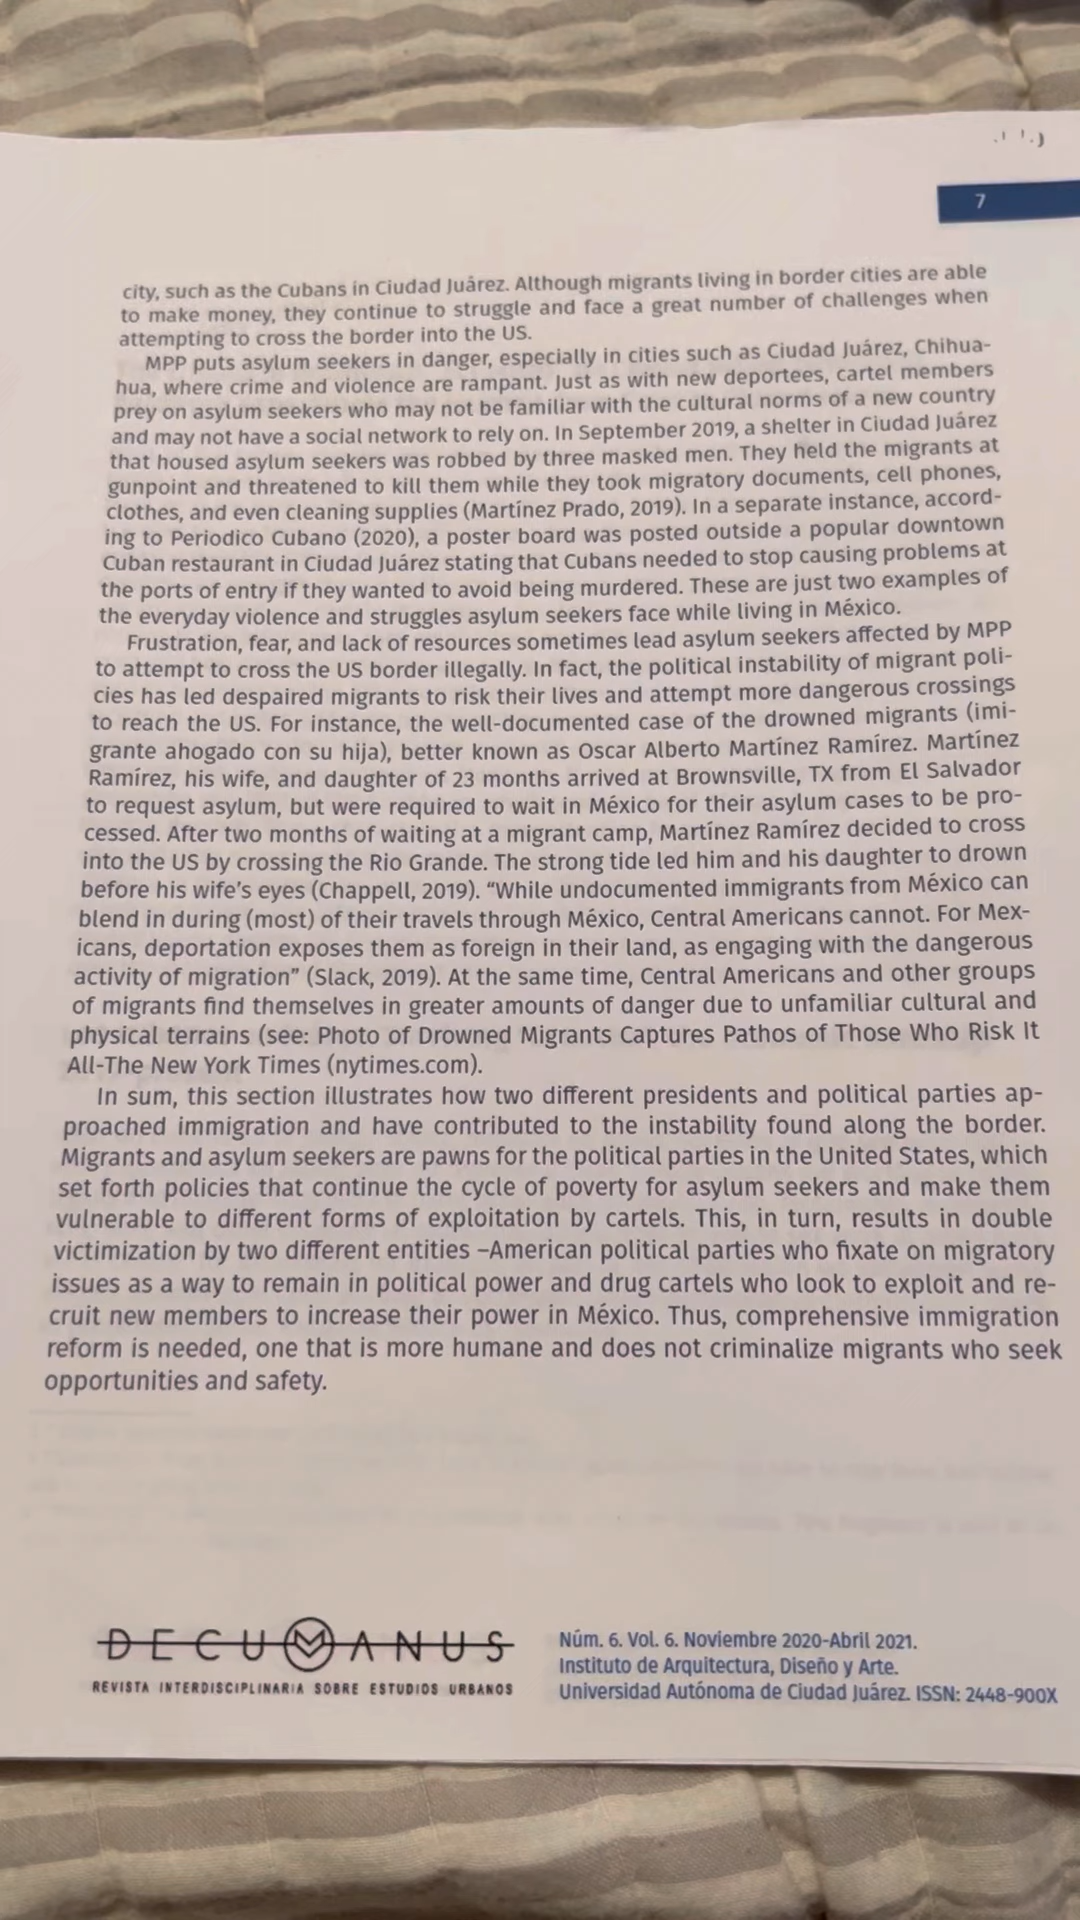 7
city, such as the Cubans in Ciudad Juárez. Although migrants living in border cities are able
to make money, they continue to struggle and face a great number of challenges when
attempting to cross the border into the US.
MPP puts asylum seekers in danger, especially in cities such as Ciudad Juárez, Chihua-
hua, where crime and violence are rampant. Just as with new deportees, cartel members
prey on asylum seekers who may not be familiar with the cultural norms of a new country
and may not have a social network to rely on. In September 2019, a shelter in Ciudad Juárez
that housed asylum seekers was robbed by three masked men. They held the migrants at
gunpoint and threatened to kill them while they took migratory documents, cell phones,
clothes, and even cleaning supplies (Martínez Prado, 2019). In a separate instance, accord-
ing to Periodico Cubano (2020), a poster board was posted outside a popular downtown
Cuban restaurant in Ciudad Juárez stating that Cubans needed to stop causing problems at
the ports of entry if they wanted to avoid being murdered. These are just two examples of
the everyday violence and struggles asylum seekers face while living in México.
Frustration, fear, and lack of resources sometimes lead asylum seekers affected by MPP
to attempt to cross the US border illegally. In fact, the political instability of migrant poli-
cies has led despaired migrants to risk their lives and attempt more dangerous crossings
to reach the US. For instance, the well-documented case of the drowned migrants (imi-
grante ahogado con su hija), better known as Oscar Alberto Martínez Ramírez. Martínez
Ramírez, his wife, and daughter of 23 months arrived at Brownsville, TX from El Salvador
to request asylum, but were required to wait in México for their asylum cases to be pro-
cessed. After two months of waiting at a migrant camp, Martínez Ramírez decided to cross
into the US by crossing the Rio Grande. The strong tide led him and his daughter to drown
before his wife's eyes (Chappell, 2019). “While undocumented immigrants from México can
blend in during (most) of their travels through México, Central Americans cannot. For Mex-
icans, deportation exposes them as foreign in their land, as engaging with the dangerous
activity of migration” (Slack, 2019). At the same time, Central Americans and other groups
of migrants find themselves in greater amounts of danger due to unfamiliar cultural and
physical terrains (see: Photo of Drowned Migrants Captures Pathos of Those Who Risk It
All-The New York Times (nytimes.com).
In sum, this section illustrates how two different presidents and political parties ap-
proached immigration and have contributed to the instability found along the border.
Migrants and asylum seekers are pawns for the political parties in the United States, which
set forth policies that continue the cycle of poverty for asylum seekers and make them
vulnerable to different forms of exploitation by cartels. This, in turn, results in double
victimization by two different entities –American political parties who fixate on migratory
issues as a way to remain in political power and drug cartels who look to exploit and re-
cruit new members to increase their power in México. Thus, comprehensive immigration
reform is needed, one that is more humane and does not criminalize migrants who seek
opportunities and safety.
DECUMANUS
REVISTA INTERDISCIPLINARIA SOBRE ESTUDIOS URBANOS
Núm. 6. Vol. 6. Noviembre 2020-Abril 2021.
Instituto de Arquitectura, Diseño y Arte.
Universidad Autónoma de Ciudad Juárez. ISSN: 2448-900X